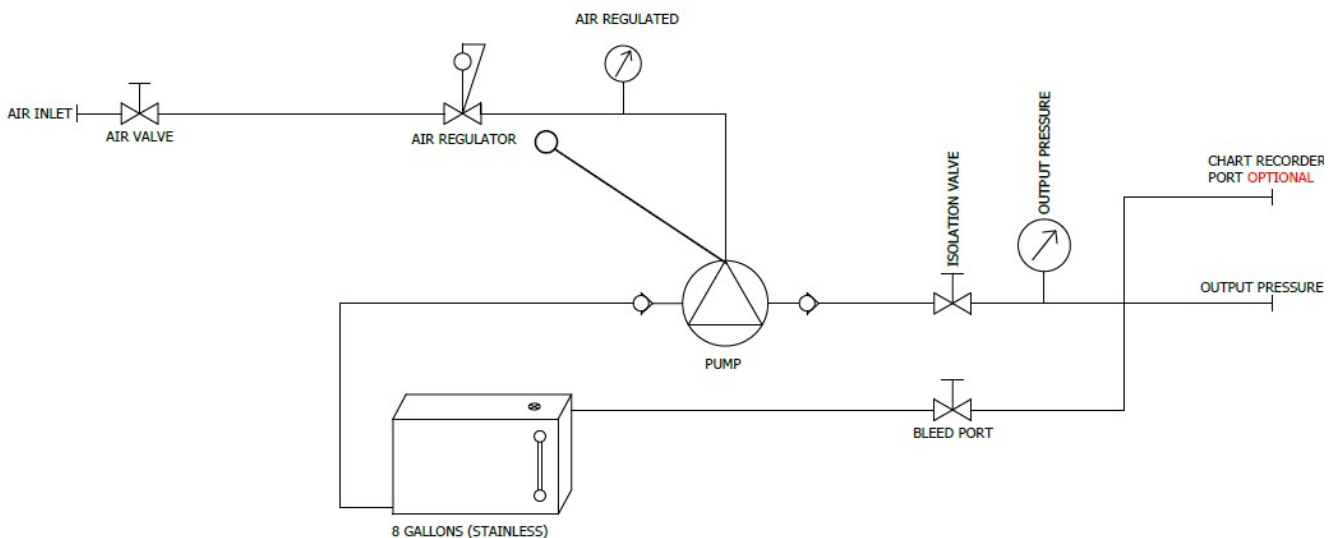 AIR REGULATED
AIR INLET
AIR VALVE
AIR REGULATOR
ISOLATION VALVE
OUTPUT PRESSURE
CHART RECORDER
PORT OPTIONAL
OUTPUT PRESSURE
PUMP
BLEED PORT
8 GALLONS (STAINLESS)